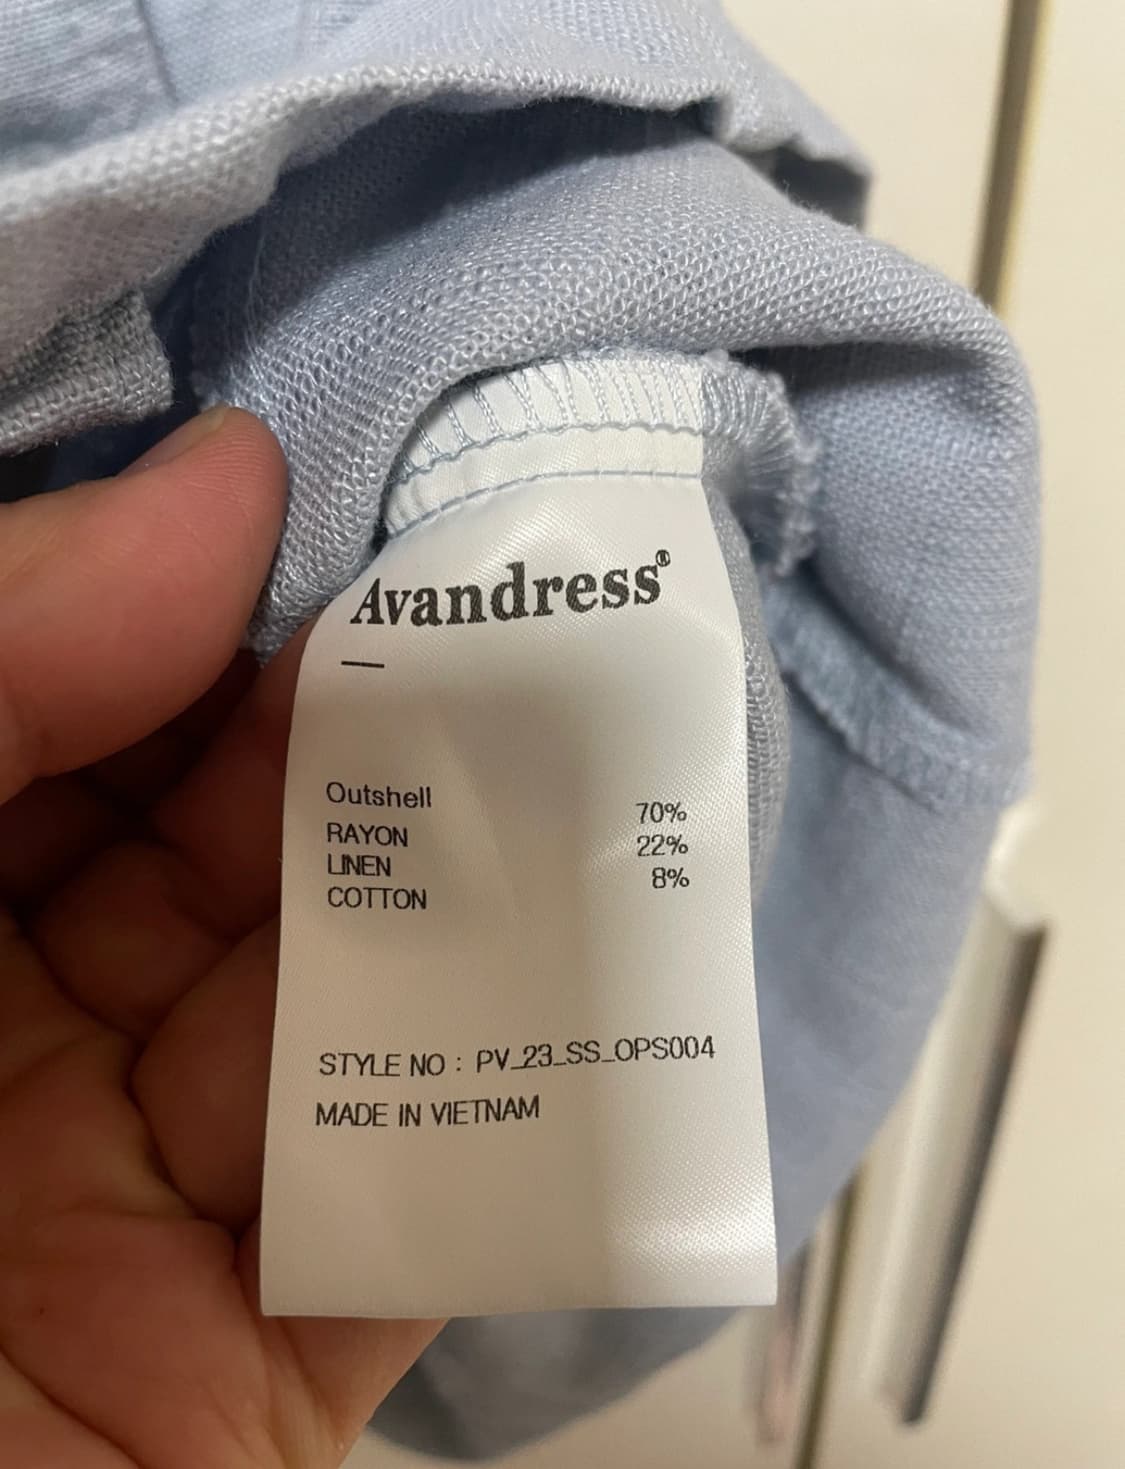 Avandress®
Outshell
RAYON 70%
LINEN 22%
COTTON 8%
STYLE NO : PV_23_SS_OPS004
MADE IN VIETNAM